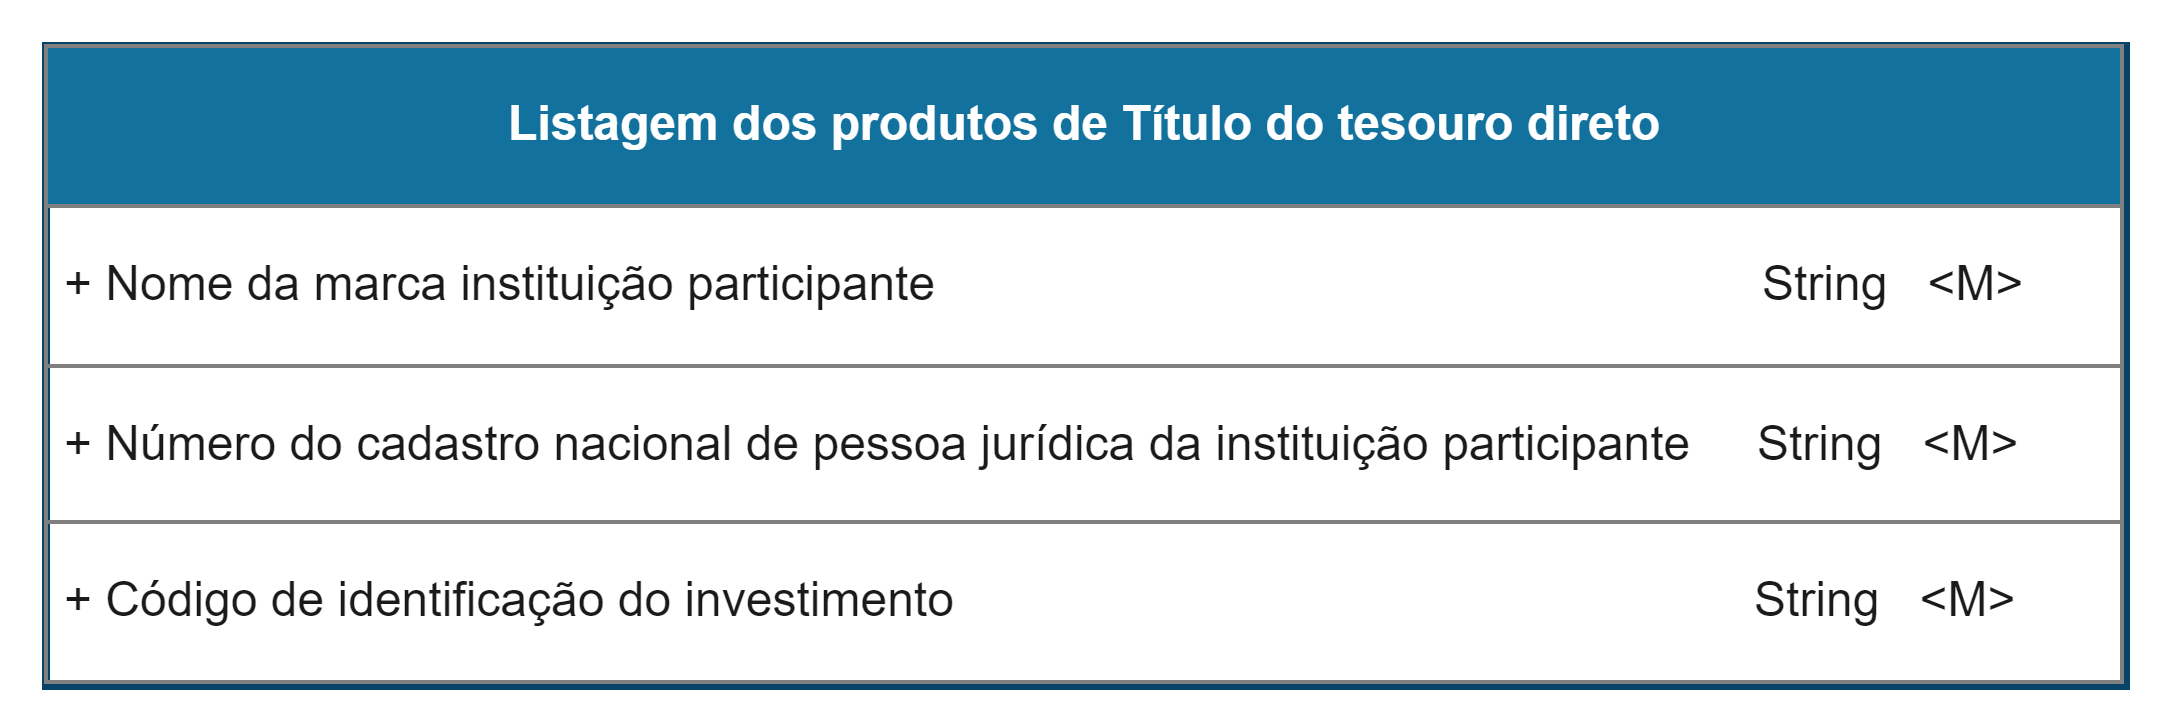 Listagem dos produtos de Título do tesouro direto
+ Nome da marca instituição participante String <M>
+ Número do cadastro nacional de pessoa jurídica da instituição participante String <M>
+ Código de identificação do investimento String <M>